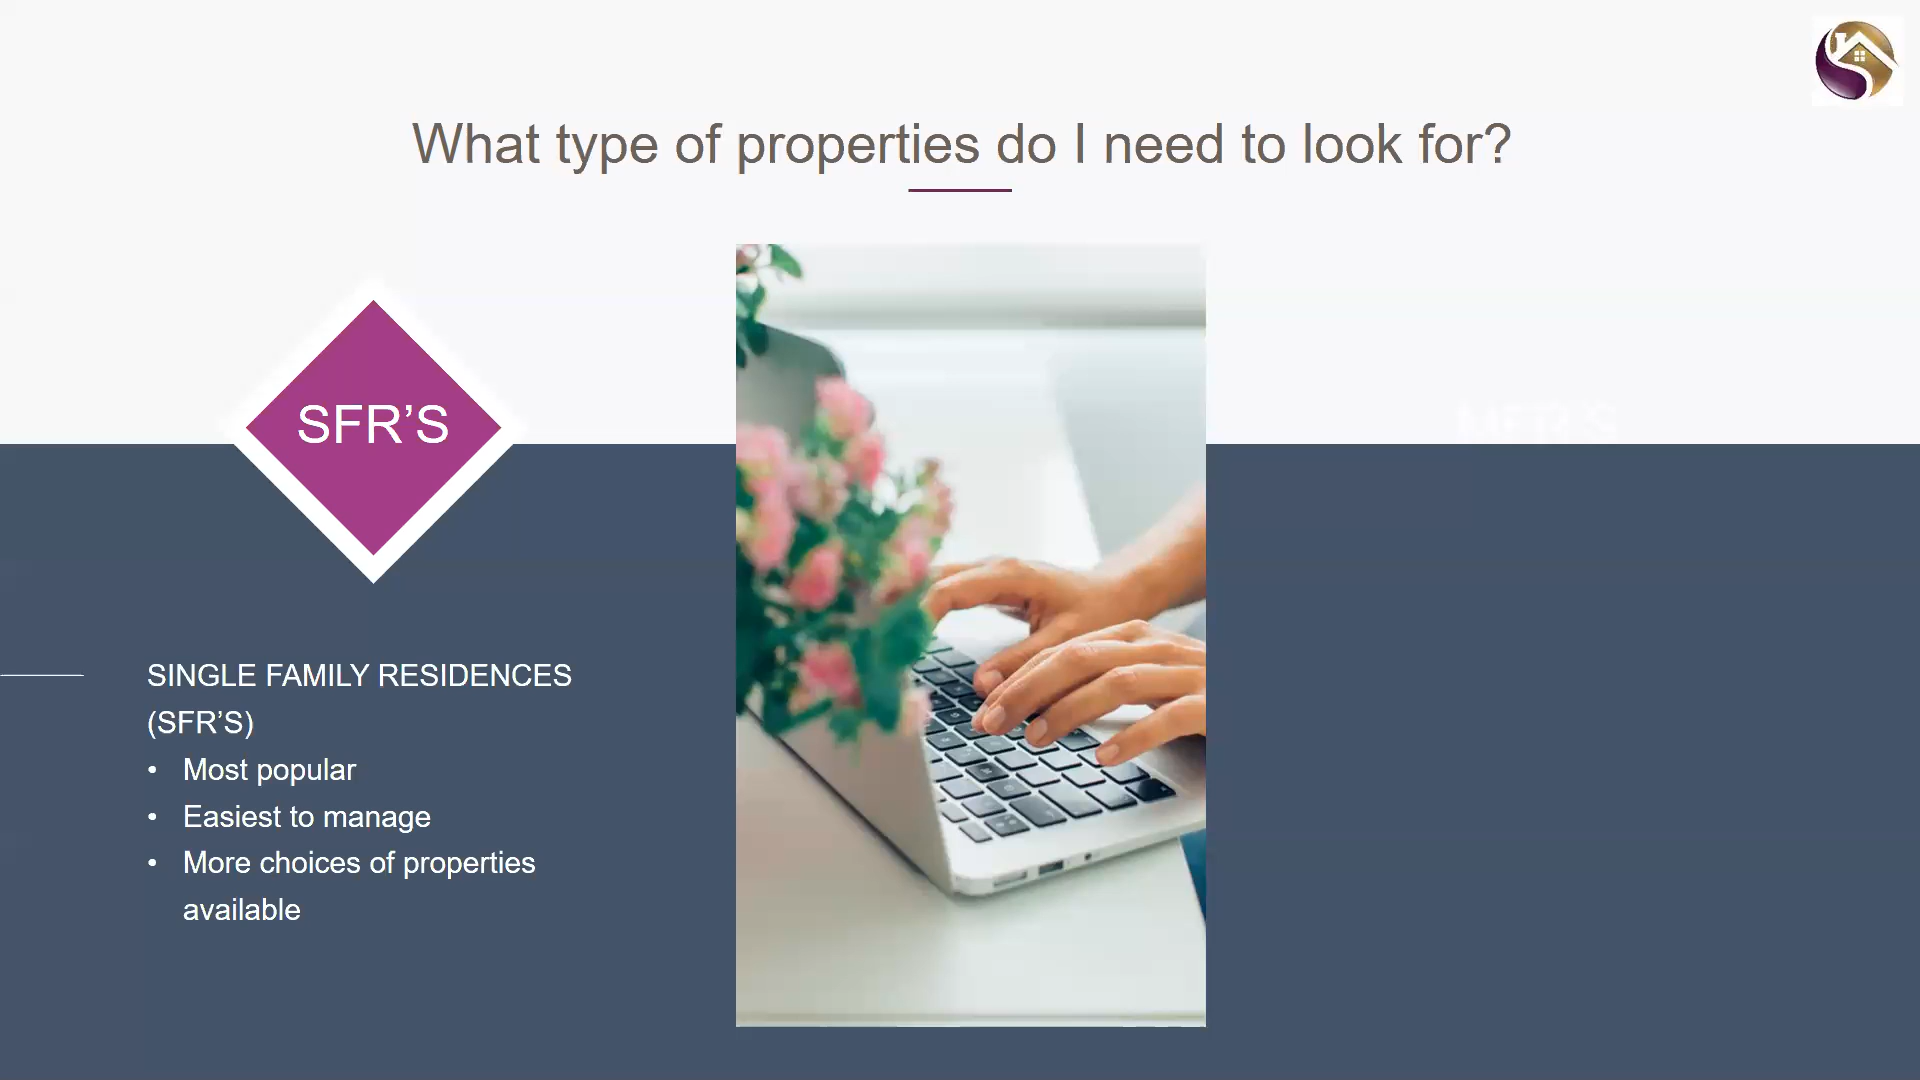 What type of properties do I need to look for?
SFR’S
SINGLE FAMILY RESIDENCES
(SFR’S)
• Most popular
• Easiest to manage
• More choices of properties
available